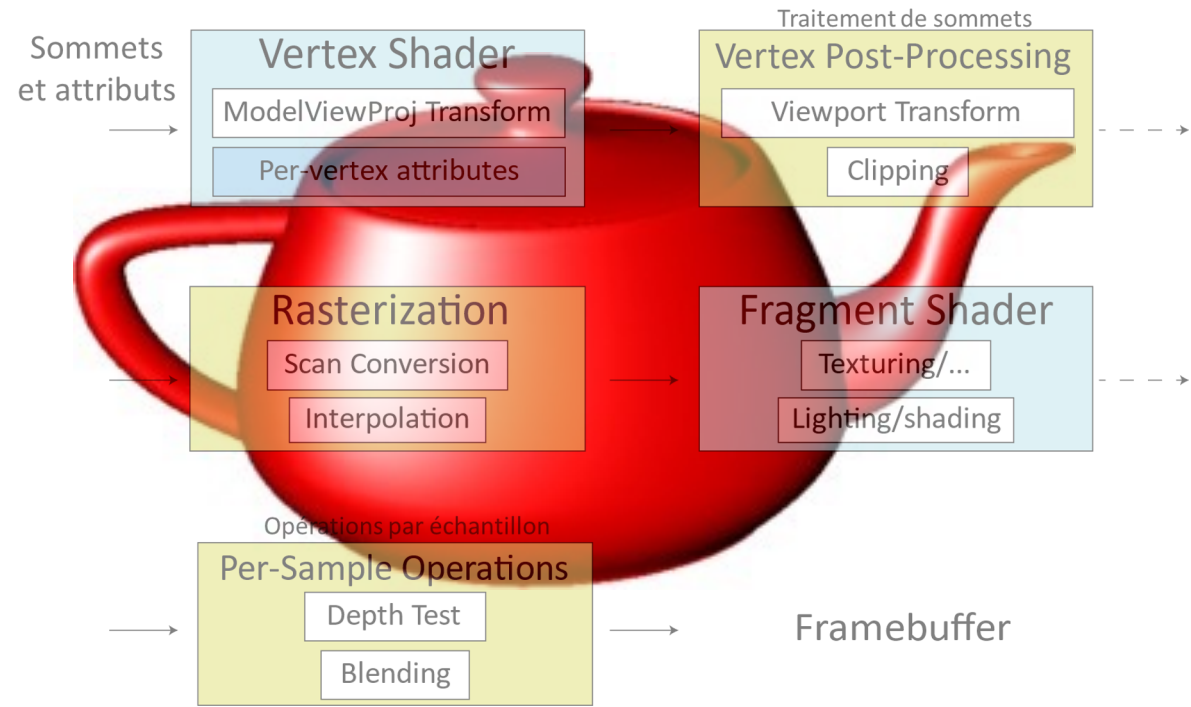 Sommets
et attributs
Vertex Shader
ModelViewProj Transform
Per-vertex attributes
Traitement de sommets
Vertex Post-Processing
Viewport Transform
Clipping
Rasterization
Scan Conversion
Interpolation
Fragment Shader
Texturing/...
Lighting/shading
Opérations par échantillon
Per-Sample Operations
Depth Test
Blending
Framebuffer